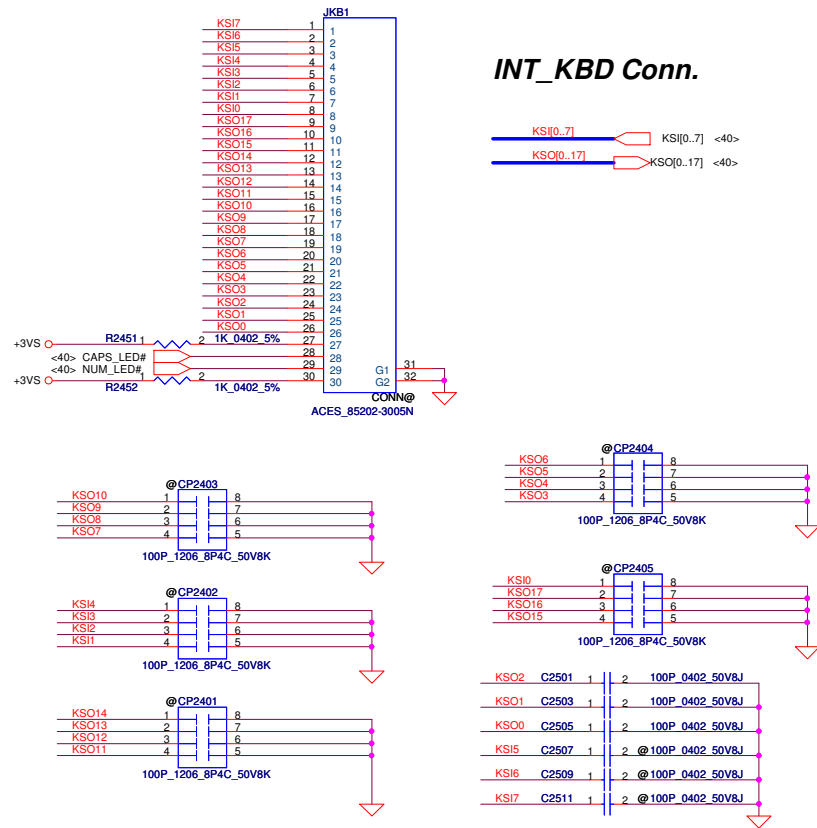 JKB1
KSI7 1 1
KSI6 2 2
KSI5 3 3
KSI4 4 4
KSI3 5 5
KSI2 6 6
KSI1 7 7
KSI0 8 8
KSO17 9 9
KSO16 10 10
KSO15 11 11
KSO14 12 12
KSO13 13 13
KSO12 14 14
KSO11 15 15
KSO10 16 16
KSO9 17 17
KSO8 18 18
KSO7 19 19
KSO6 20 20
KSO5 21 21
KSO4 22 22
KSO3 23 23
KSO2 24 24
KSO1 25 25
KSO0 26 26
+3VS R2451 1 2 1K_0402_5% 27 27
<40> CAPS_LED# 28 28
<40> NUM_LED# 29 29
+3VS R2452 1 2 1K_0402_5% 30 30
G1 31
G2 32
CONN@
ACES_85202-3005N
INT_KBD Conn.
KSI[0..7] KSI[0..7] <40>
KSO[0..17] KSO[0..17] <40>
@CP2403
KSO10 1 8
KSO9 2 7
KSO8 3 6
KSO7 4 5
100P_1206_8P4C_50V8K
@CP2402
KSI4 1 8
KSI3 2 7
KSI2 3 6
KSI1 4 5
100P_1206_8P4C_50V8K
@CP2401
KSO14 1 8
KSO13 2 7
KSO12 3 6
KSO11 4 5
100P_1206_8P4C_50V8K
@CP2404
KSO6 1 8
KSO5 2 7
KSO4 3 6
KSO3 4 5
100P_1206_8P4C_50V8K
@CP2405
KSI0 1 8
KSO17 2 7
KSO16 3 6
KSO15 4 5
100P_1206_8P4C_50V8K
KSO2 C2501 1 2 100P_0402_50V8J
KSO1 C2503 1 2 100P_0402_50V8J
KSO0 C2505 1 2 100P_0402_50V8J
KSI5 C2507 1 2 @100P_0402_50V8J
KSI6 C2509 1 2 @100P_0402_50V8J
KSI7 C2511 1 2 @100P_0402_50V8J